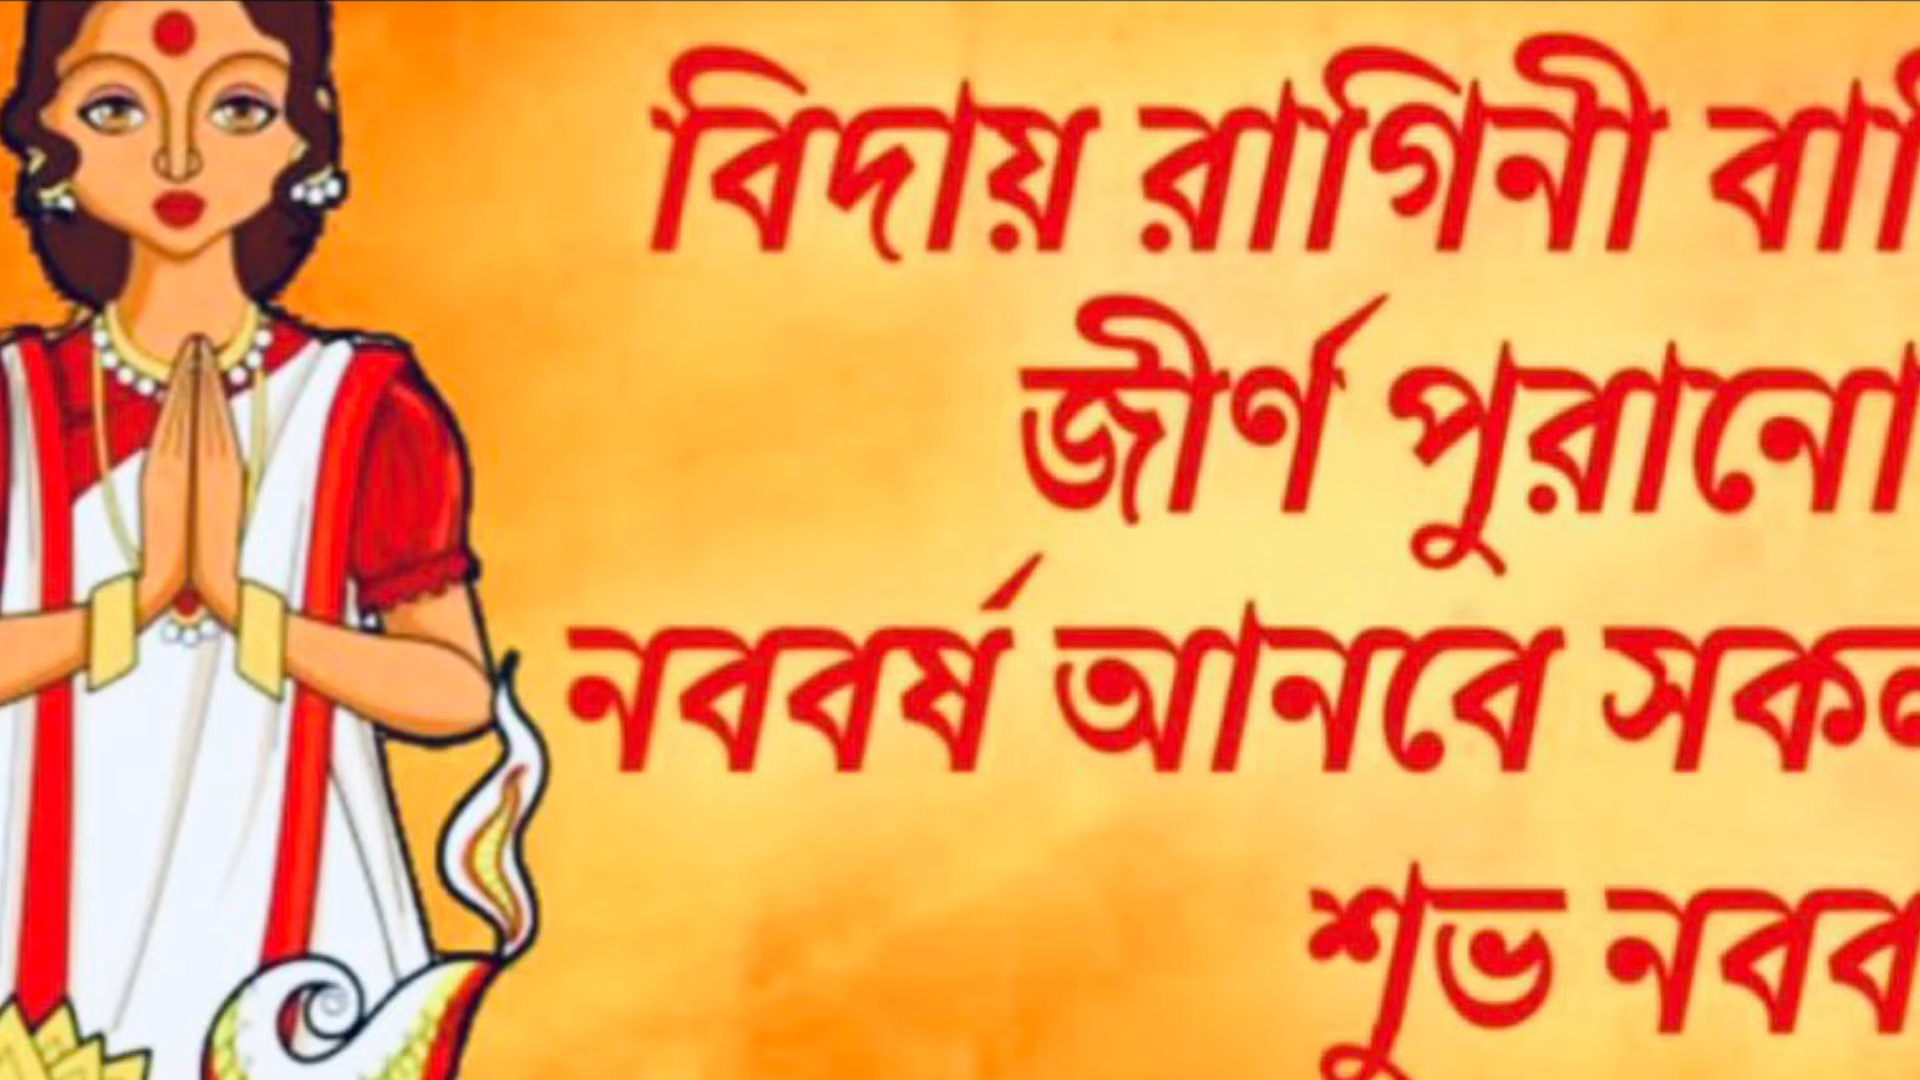 বিদায় রাগিনী
জীর্ণ পুরানো
নববর্ষ আনবে
শুভ